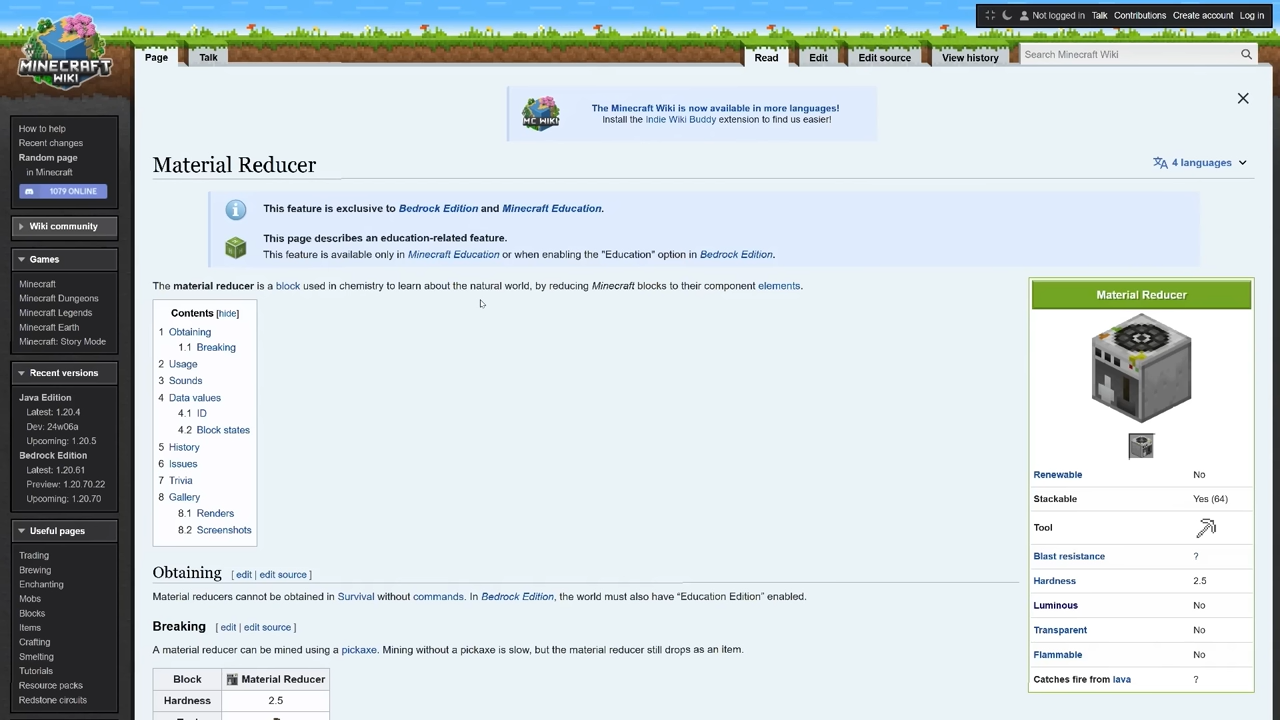 Not logged in Talk Contributions Create account Log in
MINECRAFT
WIKI
Page Talk Read Edit Edit source View history Search Minecraft Wiki
The Minecraft Wiki is now available in more languages!
MC WIKI
Install the Indie Wiki Buddy extension to find us easier!
How to help
Recent changes
Random page
in Minecraft
1079 ONLINE
Wiki community
Games
Minecraft
Minecraft Dungeons
Minecraft Legends
Minecraft Earth
Minecraft: Story Mode
Recent versions
Java Edition
Latest: 1.20.4
Dev: 24w06a
Upcoming: 1.20.5
Bedrock Edition
Latest: 1.20.61
Preview: 1.20.70.22
Upcoming: 1.20.70
Useful pages
Trading
Brewing
Enchanting
Mobs
Blocks
Items
Crafting
Smelting
Tutorials
Resource packs
Redstone circuits
Material Reducer
4 languages
This feature is exclusive to Bedrock Edition and Minecraft Education.
This page describes an education-related feature.
This feature is available only in Minecraft Education or when enabling the "Education" option in Bedrock Edition.
The material reducer is a block used in chemistry to learn about the natural world, by reducing Minecraft blocks to their component elements.
Contents [hide]
1 Obtaining
1.1 Breaking
2 Usage
3 Sounds
4 Data values
4.1 ID
4.2 Block states
5 History
6 Issues
7 Trivia
8 Gallery
8.1 Renders
8.2 Screenshots
Material Reducer
Renewable No
Stackable Yes (64)
Tool
Blast resistance ?
Hardness 2.5
Luminous No
Transparent No
Flammable No
Catches fire from lava ?
Obtaining [ edit | edit source ]
Material reducers cannot be obtained in Survival without commands. In Bedrock Edition, the world must also have “Education Edition” enabled.
Breaking [ edit | edit source ]
A material reducer can be mined using a pickaxe. Mining without a pickaxe is slow, but the material reducer still drops as an item.
Block Material Reducer
Hardness 2.5